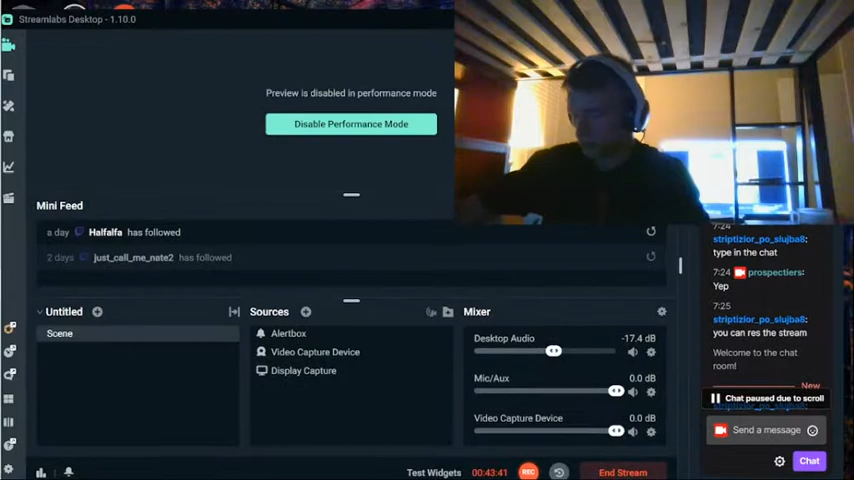 Streamlabs Desktop - 1.10.0
Preview is disabled in performance mode
Disable Performance Mode
Mini Feed
a day Halfalfa has followed
2 days just_call_me_nate2 has followed
Untitled
Scene
Sources
Alertbox
Video Capture Device
Display Capture
Mixer
Desktop Audio -17.4 dB
Mic/Aux 0.0 dB
Video Capture Device 0.0 dB
Test Widgets 00:43:41 REC End Stream
7:24
striptizior_po_slujba8:
type in the chat
7:24 prospectiers:
Yep
7:25
striptizior_po_slujba8:
you can res the stream
Welcome to the chat
room!
New
Chat paused due to scroll
striptizior_po_slujba8:
Send a message
Chat